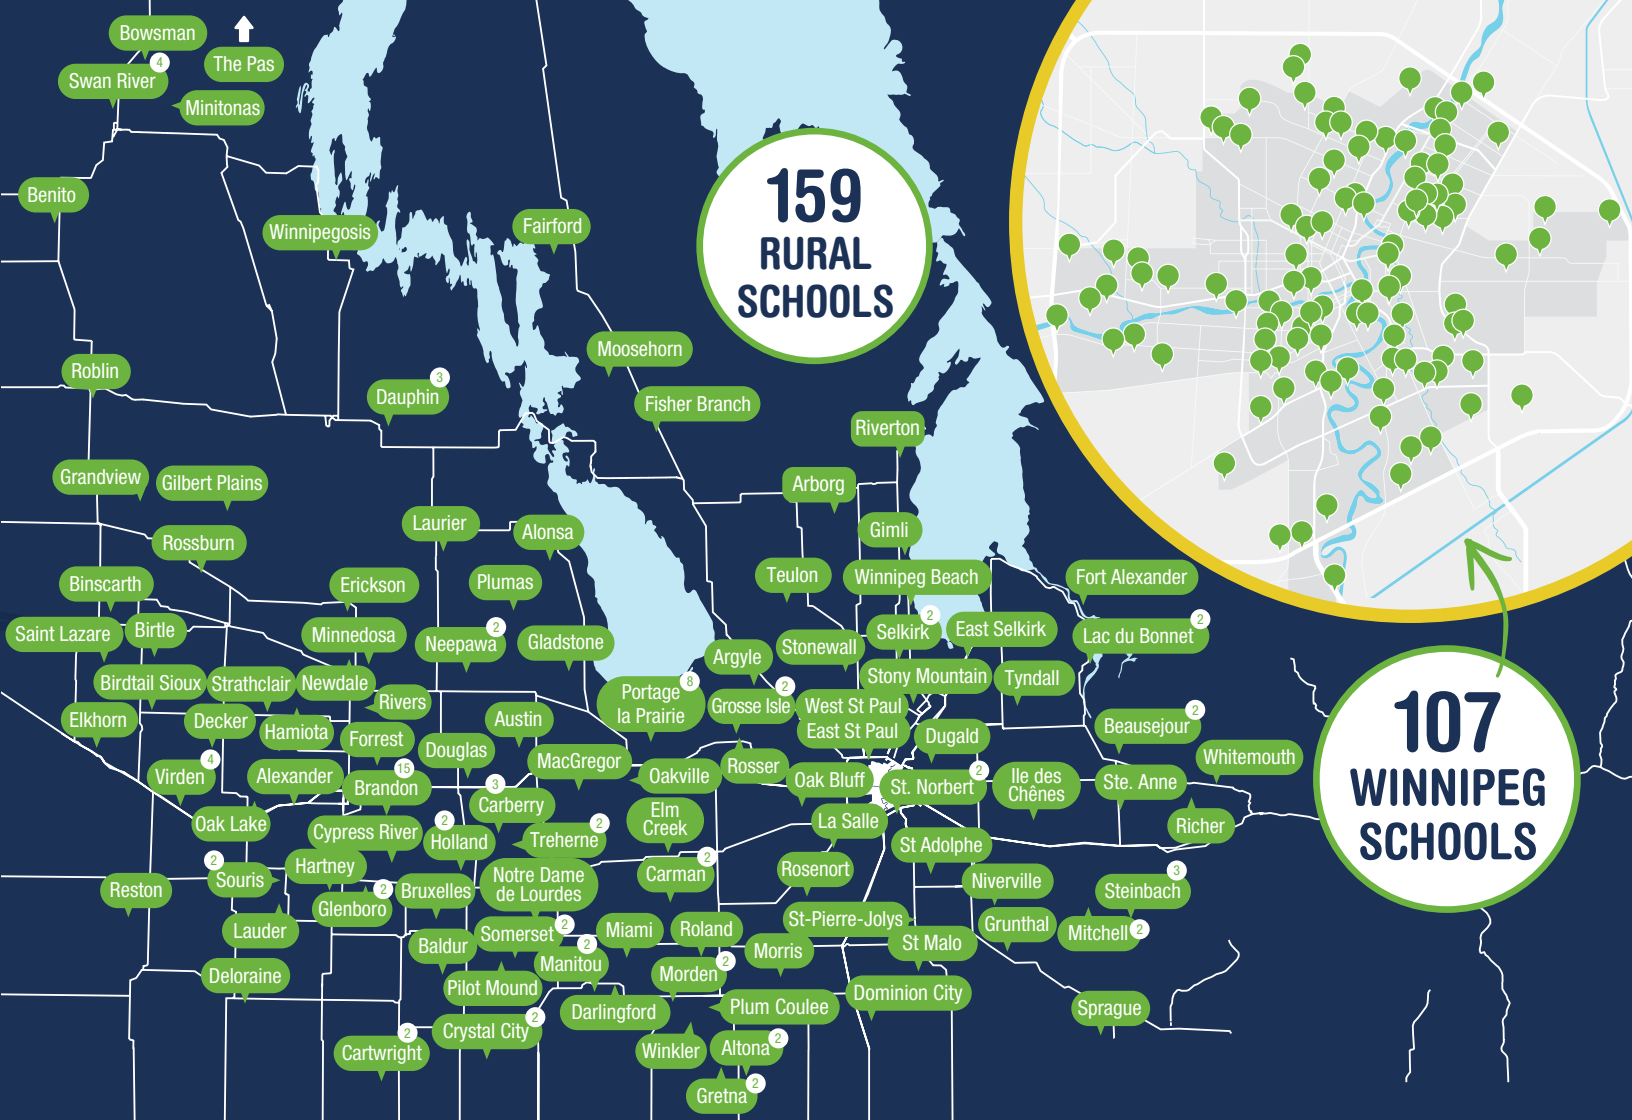 Bowsman
The Pas
4
Swan River
Minitonas
Benito
Winnipegosis
Fairford
159
RURAL
SCHOOLS
Moosehorn
Roblin
3
Dauphin
Fisher Branch
Riverton
Grandview
Gilbert Plains
Arborg
Laurier
Alonsa
Gimli
Rossburn
Binscarth
Erickson
Plumas
Teulon
Winnipeg Beach
Fort Alexander
Saint Lazare
Birtle
Minnedosa
2
Neepawa
Gladstone
Argyle
Stonewall
2
Selkirk
East Selkirk
2
Lac du Bonnet
Birdtail Sioux
Strathclair
Newdale
Rivers
8
Portage
la Prairie
2
Grosse Isle
Stony Mountain
Tyndall
West St Paul
East St Paul
Elkhorn
Decker
Hamiota
Forrest
Austin
Douglas
Dugald
2
Beausejour
107
WINNIPEG
SCHOOLS
4
Virden
Alexander
15
Brandon
MacGregor
Oakville
Rosser
Oak Bluff
2
St. Norbert
Ile des
Chênes
Ste. Anne
Whitemouth
3
Carberry
Oak Lake
Cypress River
2
Holland
2
Treherne
Elm
Creek
La Salle
St Adolphe
Richer
2
Souris
Hartney
Reston
2
Glenboro
Bruxelles
Notre Dame
de Lourdes
2
Carman
Rosenort
Niverville
3
Steinbach
Lauder
Baldur
2
Somerset
Miami
Roland
St-Pierre-Jolys
Grunthal
Mitchell
2
Morris
St Malo
Deloraine
2
Manitou
2
Morden
Pilot Mound
Darlingford
Plum Coulee
Dominion City
Sprague
2
Cartwright
2
Crystal City
Winkler
2
Altona
2
Gretna